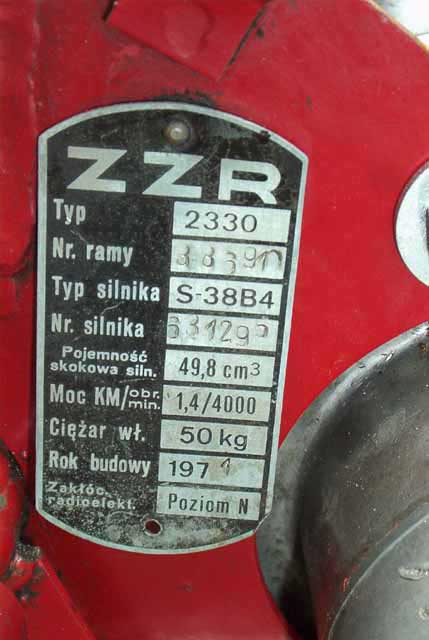 ZZR
Typ 2330
Nr. ramy
Typ silnika S-38B4
Nr. silnika
Pojemność
skokowa siln. 49,8 cm3
Moc KM/obr. min. 1,4/4000
Ciężar wł. 50 kg
Rok budowy 1971
Zakłóc.
radioelekt. Poziom N